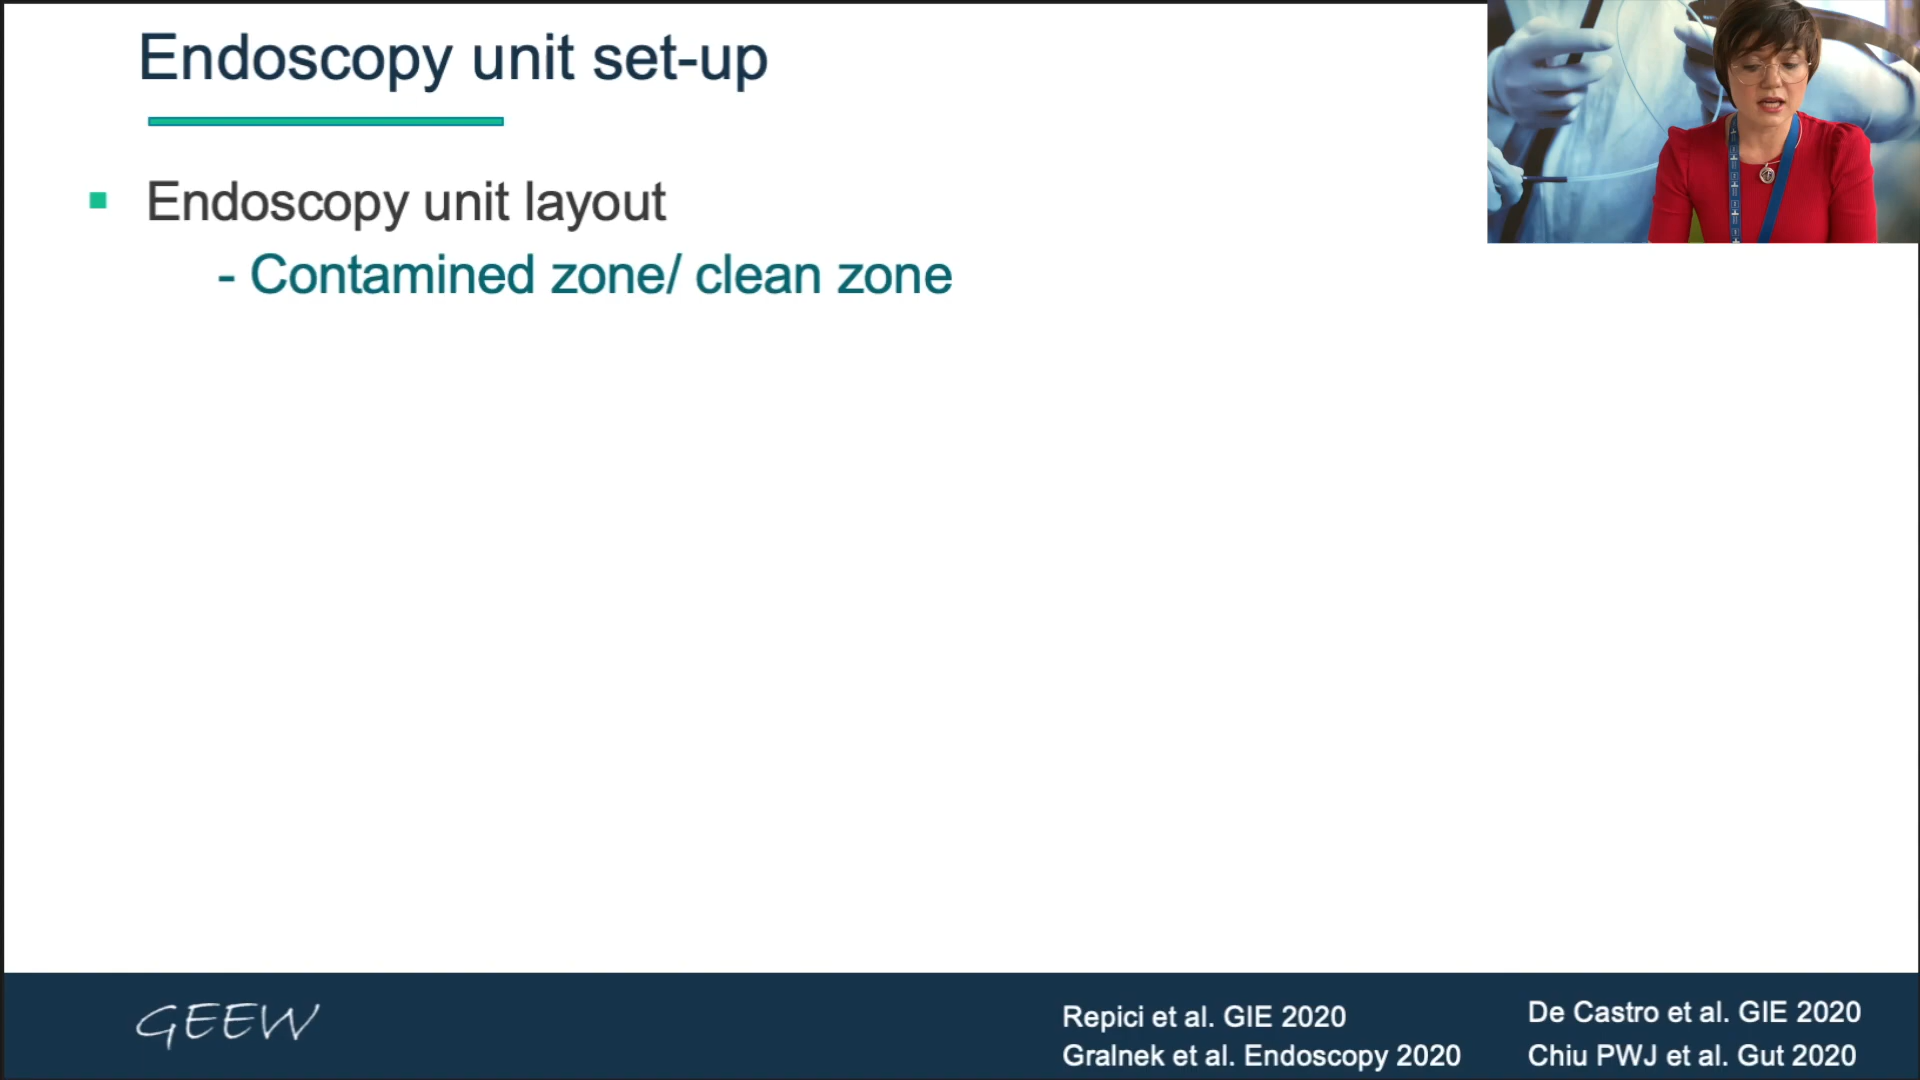 Endoscopy unit set-up
Endoscopy unit layout
- Contamined zone/ clean zone
GEEW
Repici et al. GIE 2020
Gralnek et al. Endoscopy 2020
De Castro et al. GIE 2020
Chiu PWJ et al. Gut 2020